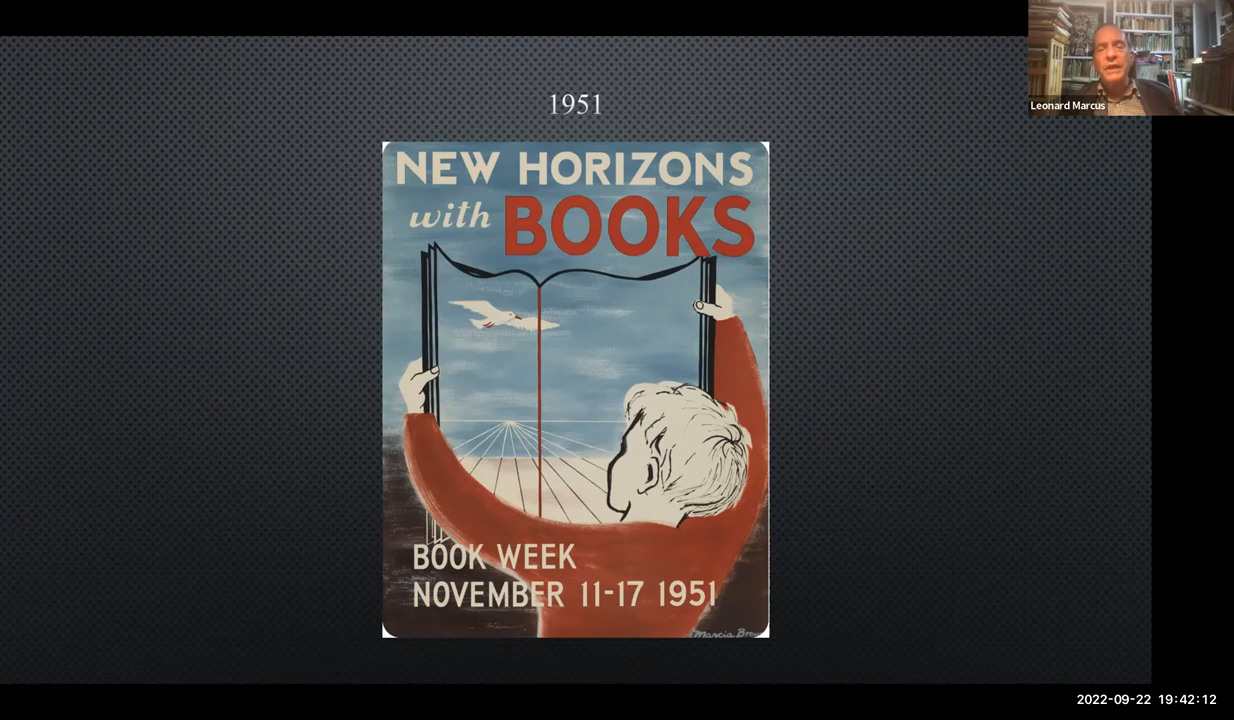 1951
NEW HORIZONS
with BOOKS
BOOK WEEK
NOVEMBER 11-17 1951
Marcia
Leonard Marcus
2022-09-22 19:42:12